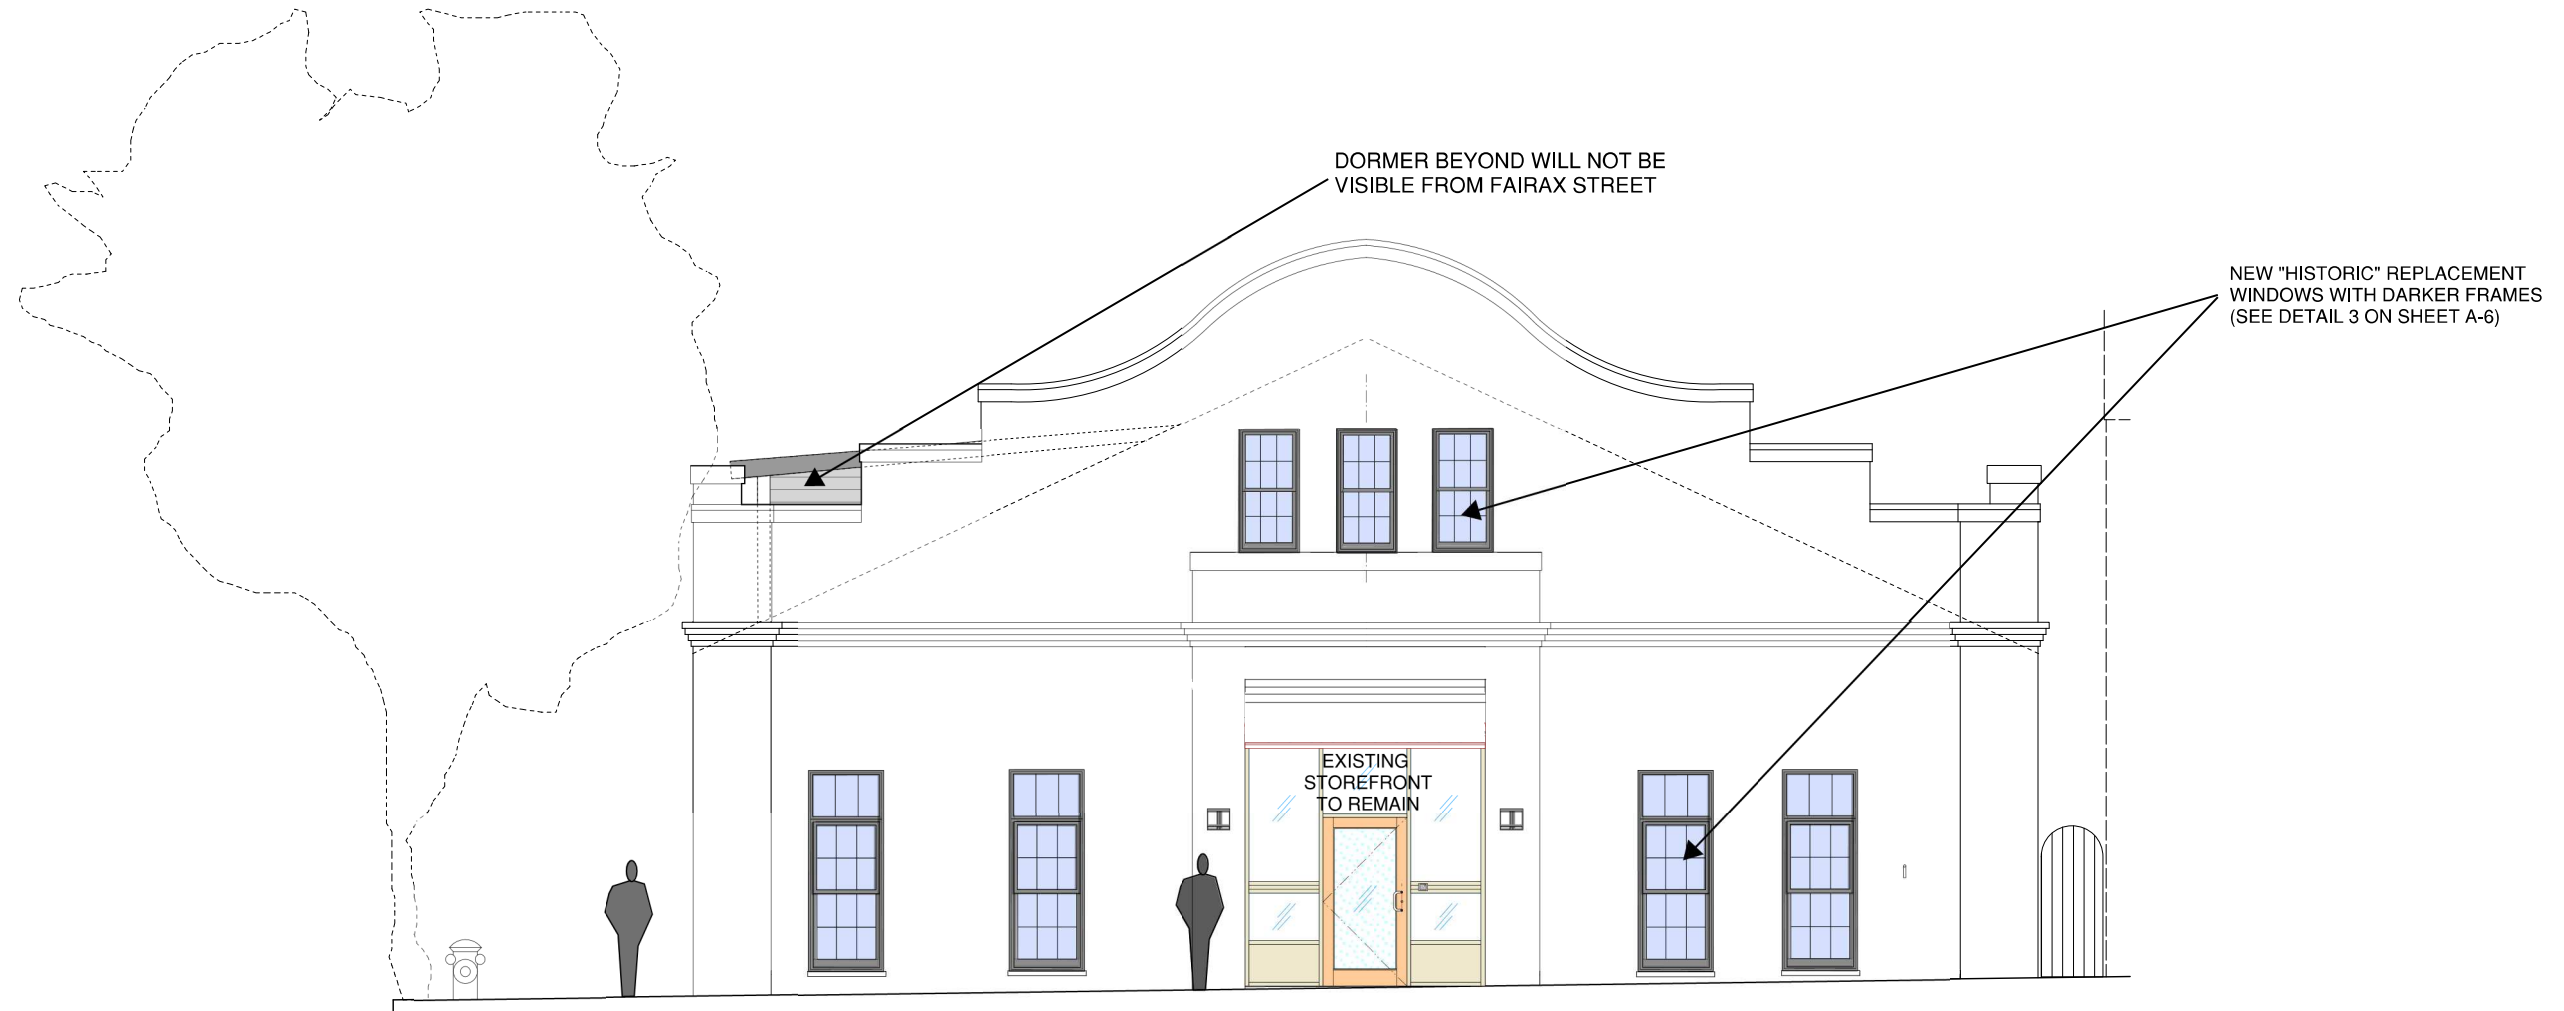 DORMER BEYOND WILL NOT BE
VISIBLE FROM FAIRAX STREET
NEW "HISTORIC" REPLACEMENT
WINDOWS WITH DARKER FRAMES
(SEE DETAIL 3 ON SHEET A-6)
EXISTING
STOREFRONT
TO REMAIN